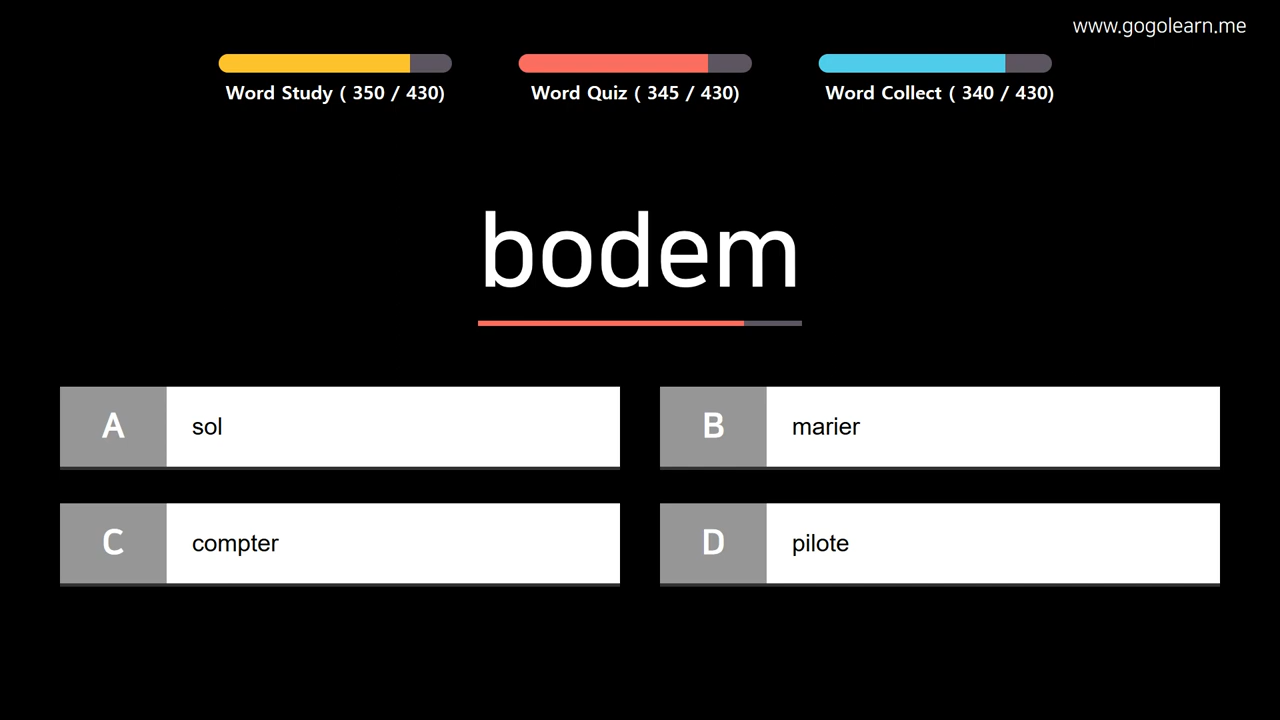 www.gogolearn.me
Word Study ( 350 / 430)
Word Quiz ( 345 / 430)
Word Collect ( 340 / 430)
bodem
A sol
B marier
C compter
D pilote